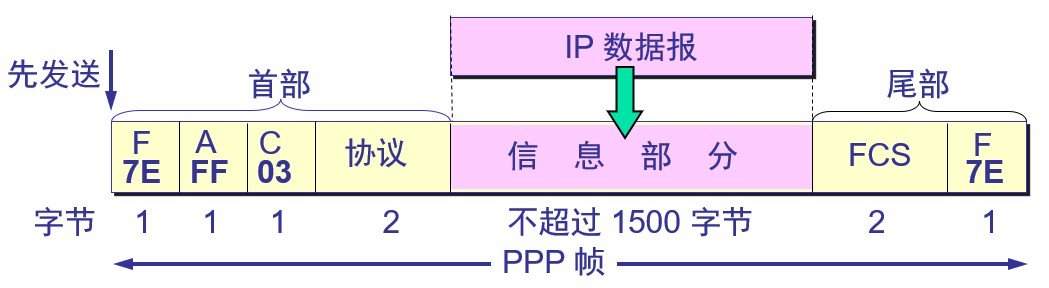 IP 数据报
先发送
首部
尾部
F A C 协议 信息部分 FCS F
7E FF 03 7E
字节 1 1 1 2 不超过 1500 字节 2 1
PPP 帧